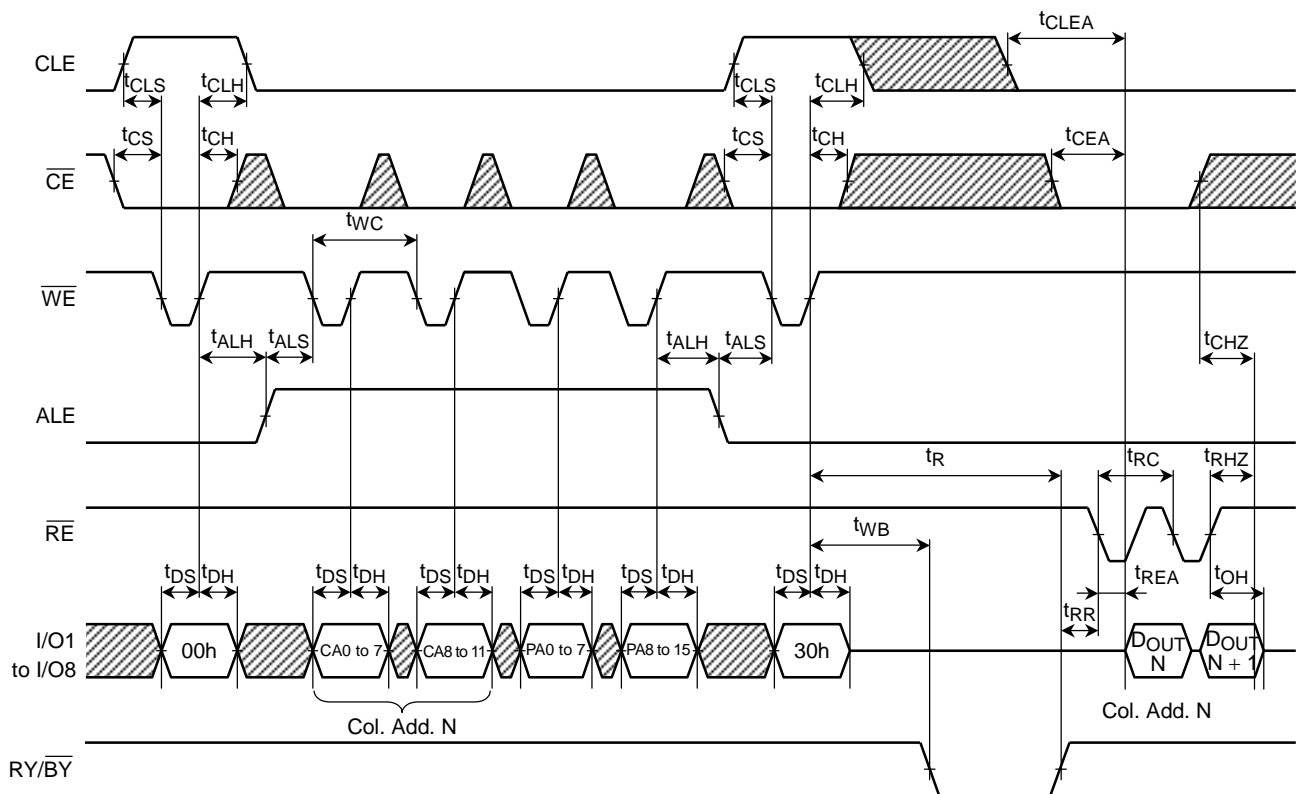 tCLEA
CLE
tCLS tCLH tCLS tCLH
tCS tCH tCS tCH tCEA
CE
tWC
WE
tALH tALS tALH tALS tCHZ
ALE
tR tRC tRHZ
RE
tWB
tDS tDH tDS tDH tDS tDH tDS tDH tDS tDH tDS tDH tREA tOH
tRR
I/O1
to I/O8
00h CA0 to 7 CA8 to 11 PA0 to 7 PA8 to 15 30h
DOUT
N
DOUT
N + 1
Col. Add. N Col. Add. N
RY/BY